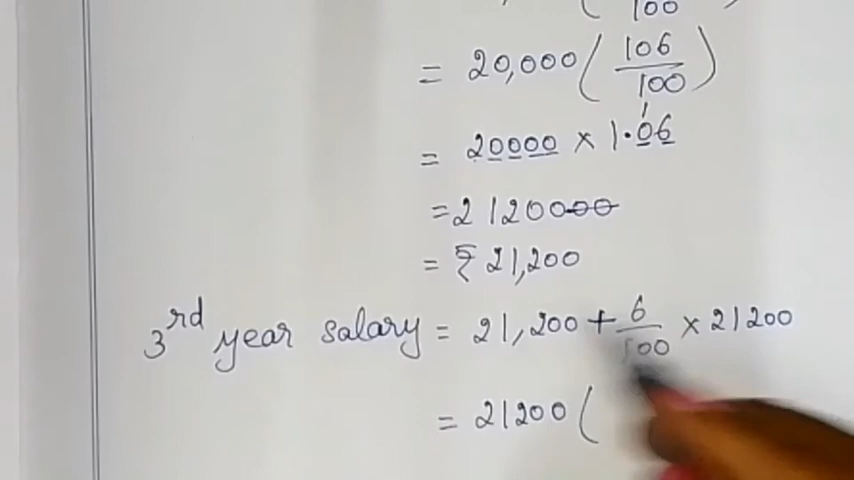 ( 100 )
= 20,000 ( 106 / 100 )
= 20000 × 1.06
= 2120000
= ₹ 21,200
3rd year salary = 21,200 + 6/100 × 21200
= 21200 (